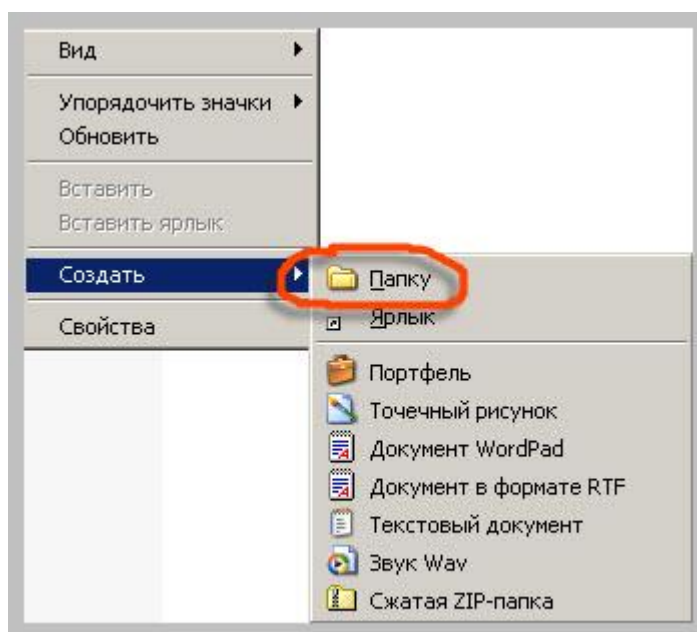 Вид
Упорядочить значки
Обновить
Вставить
Вставить ярлык
Создать
Свойства
Папку
Ярлык
Портфель
Точечный рисунок
Документ WordPad
Документ в формате RTF
Текстовый документ
Звук Wav
Сжатая ZIP-папка